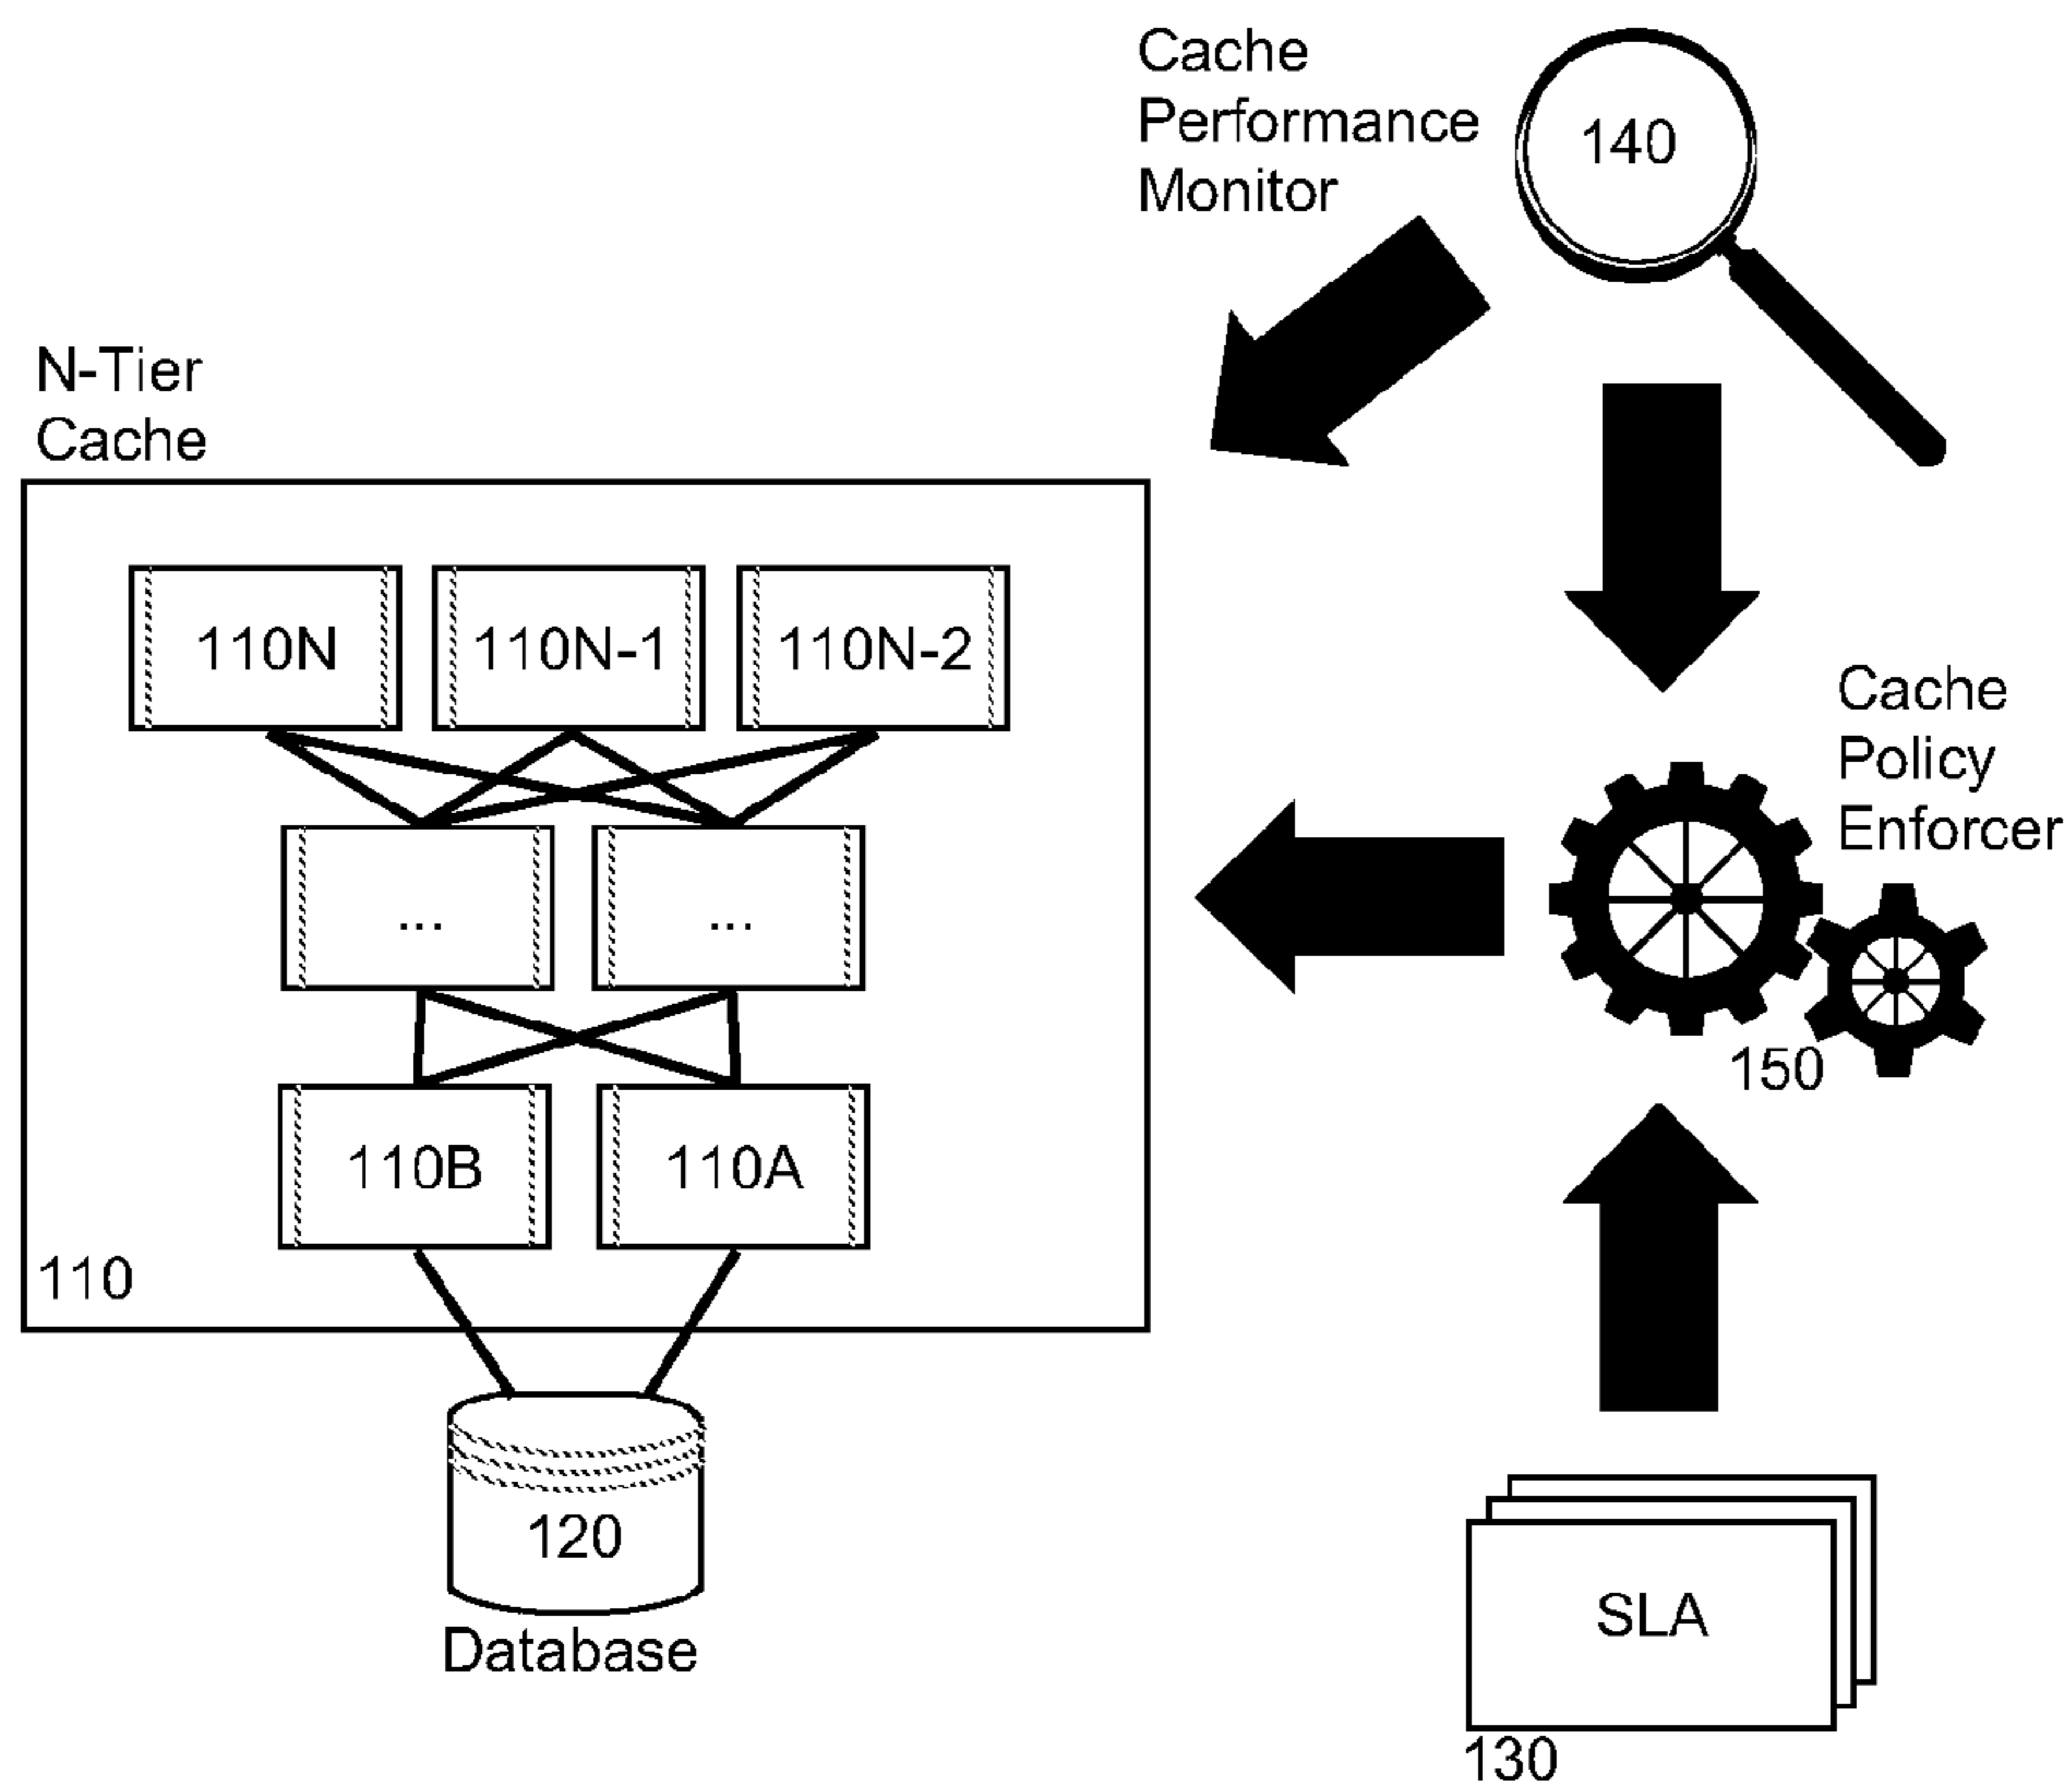 Cache
Performance
Monitor
140
N-Tier
Cache
110N
110N-1
110N-2
...
...
110B
110A
110
Cache
Policy
Enforcer
150
120
Database
SLA
130